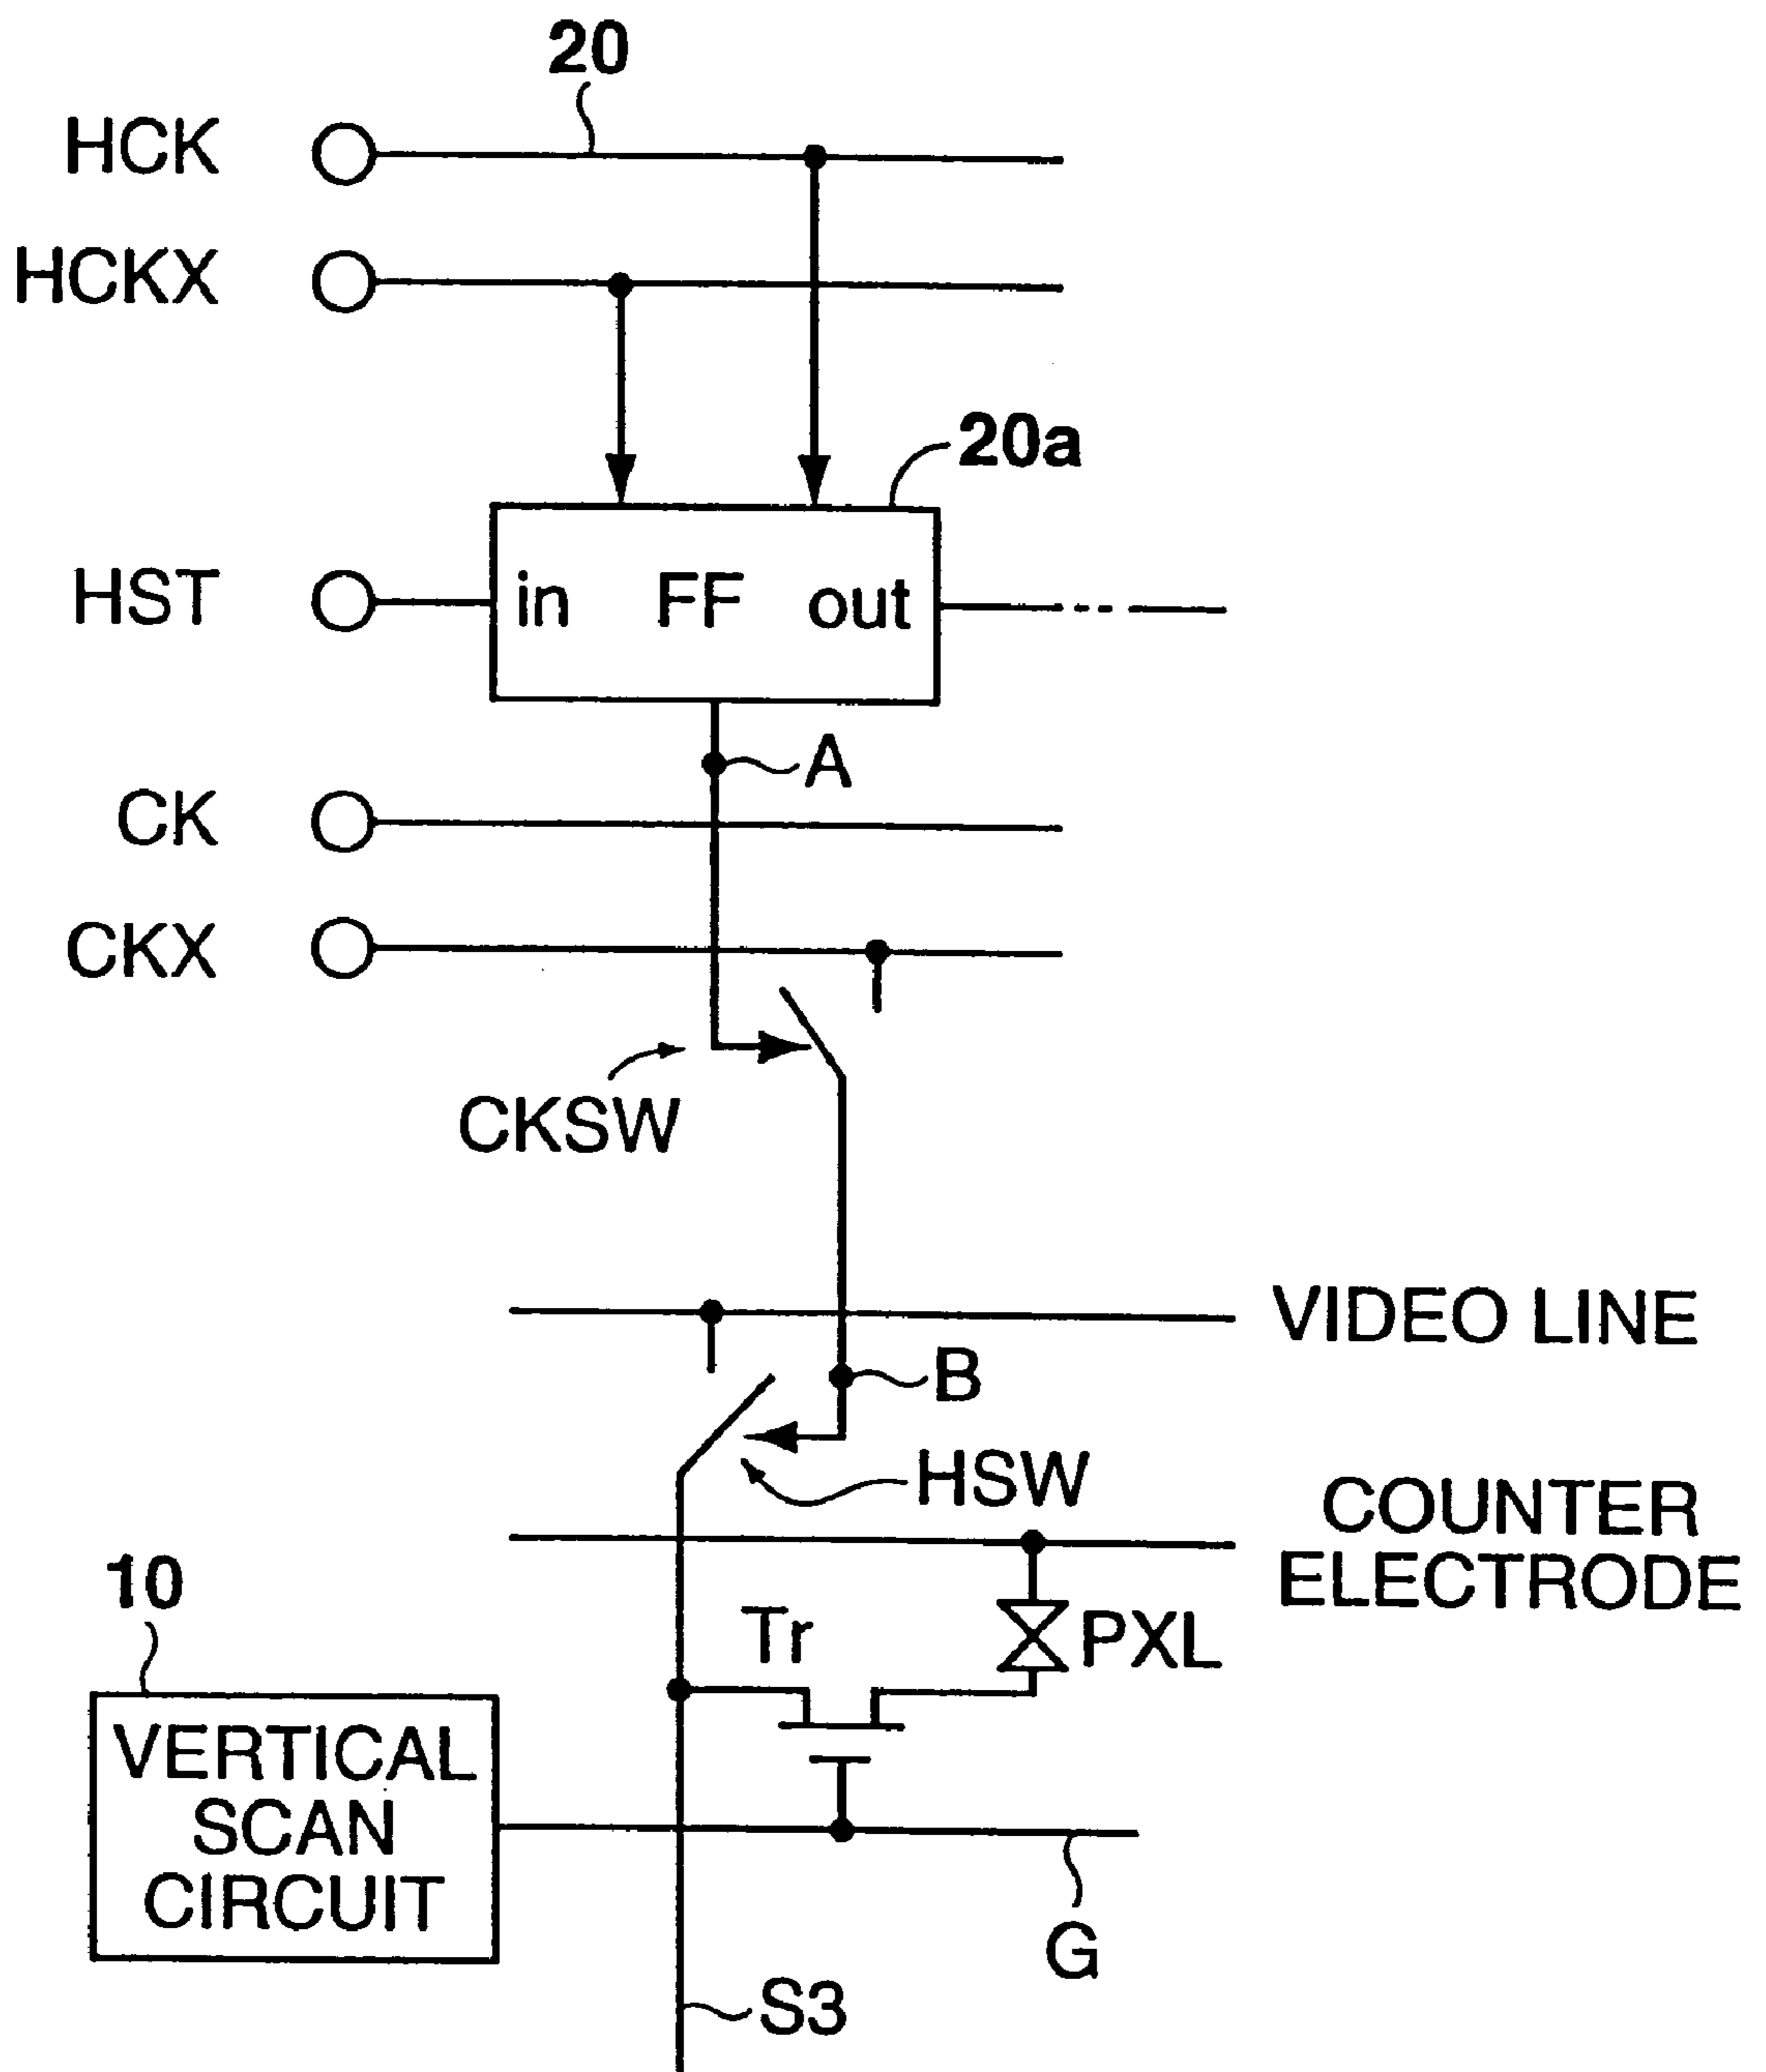 20
HCK
HCKX
20a
HST
in FF out
A
CK
CKX
CKSW
VIDEO LINE
B
HSW
COUNTER
ELECTRODE
10
Tr
PXL
VERTICAL
SCAN
CIRCUIT
G
S3